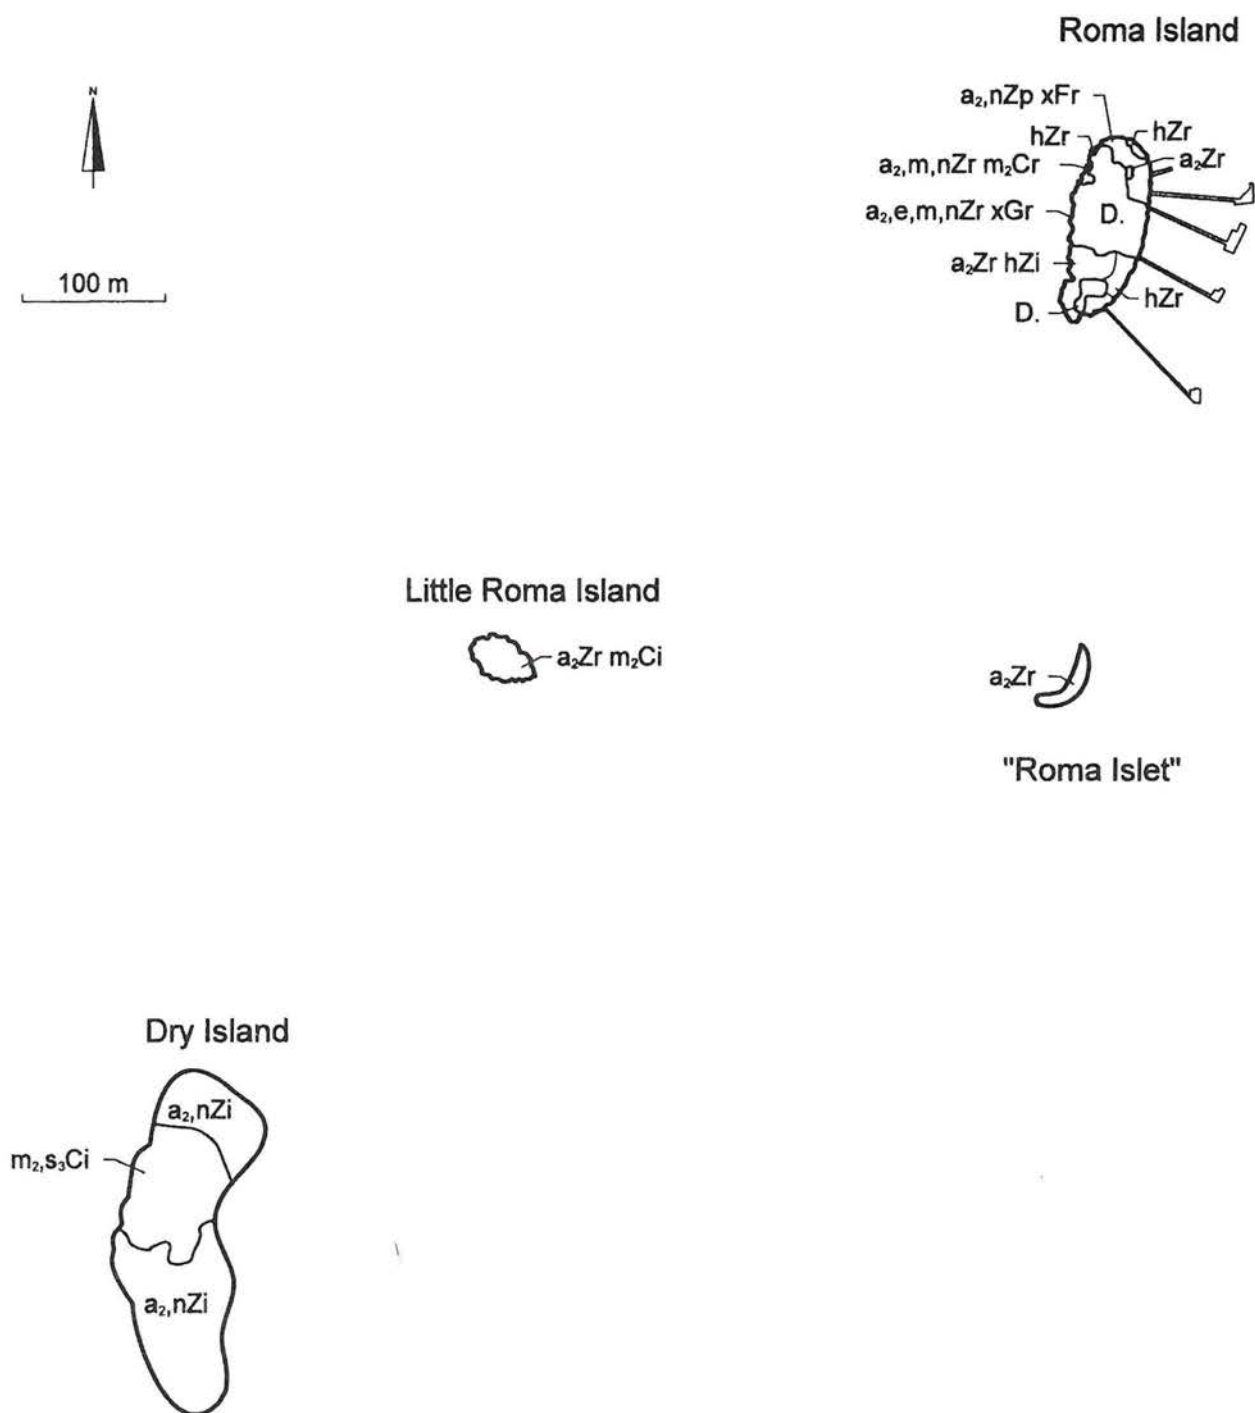 Roma Island
N
a₂,nZp xFr
hZr
hZr
a₂,m,nZr m₂Cr
a₂Zr
a₂,e,m,nZr xGr
D.
a₂Zr hZi
100 m
hZr
D.
Little Roma Island
a₂Zr m₂Ci
a₂Zr
"Roma Islet"
Dry Island
a₂,nZi
m₂,s₃Ci
a₂,nZi